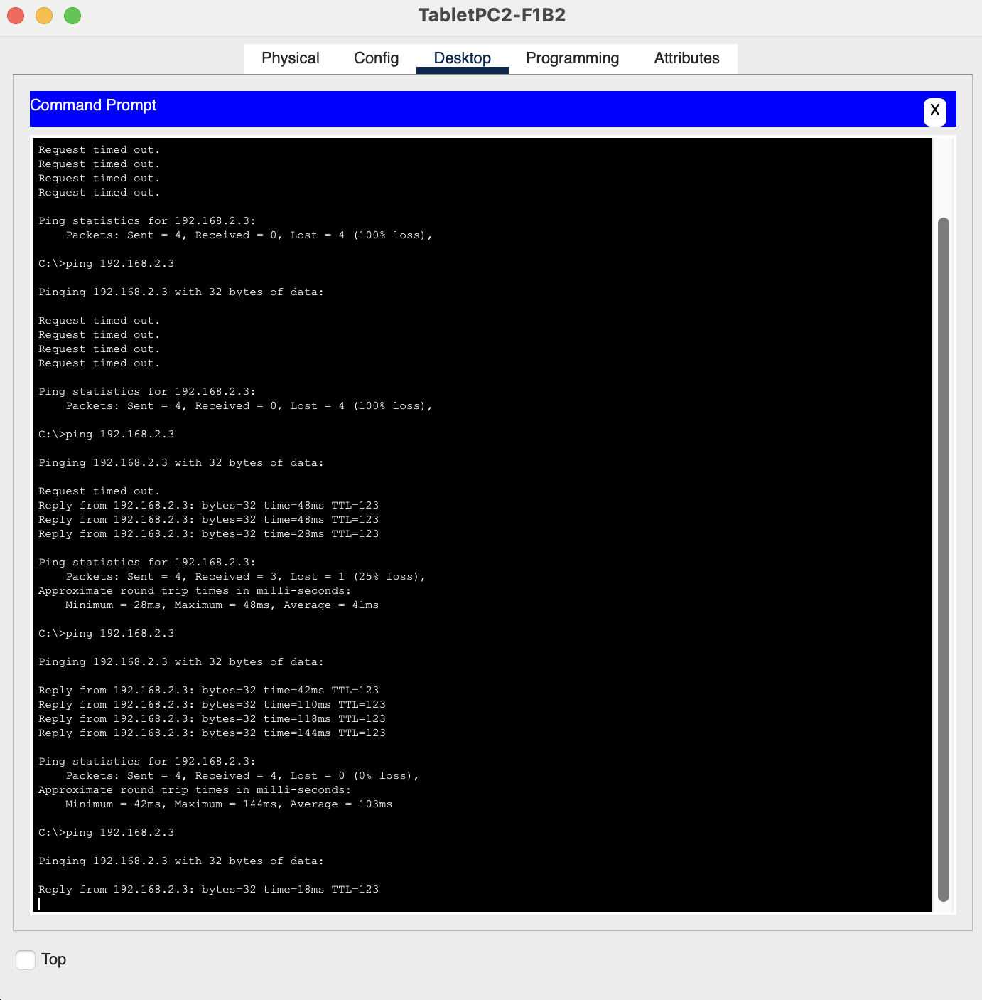 TabletPC2-F1B2
Physical Config Desktop Programming Attributes
Command Prompt
X
Request timed out.
Request timed out.
Request timed out.
Request timed out.
Ping statistics for 192.168.2.3:
Packets: Sent = 4, Received = 0, Lost = 4 (100% loss),
C:\>ping 192.168.2.3
Pinging 192.168.2.3 with 32 bytes of data:
Request timed out.
Request timed out.
Request timed out.
Request timed out.
Ping statistics for 192.168.2.3:
Packets: Sent = 4, Received = 0, Lost = 4 (100% loss),
C:\>ping 192.168.2.3
Pinging 192.168.2.3 with 32 bytes of data:
Request timed out.
Reply from 192.168.2.3: bytes=32 time=48ms TTL=123
Reply from 192.168.2.3: bytes=32 time=48ms TTL=123
Reply from 192.168.2.3: bytes=32 time=28ms TTL=123
Ping statistics for 192.168.2.3:
Packets: Sent = 4, Received = 3, Lost = 1 (25% loss),
Approximate round trip times in milli-seconds:
Minimum = 28ms, Maximum = 48ms, Average = 41ms
C:\>ping 192.168.2.3
Pinging 192.168.2.3 with 32 bytes of data:
Reply from 192.168.2.3: bytes=32 time=42ms TTL=123
Reply from 192.168.2.3: bytes=32 time=110ms TTL=123
Reply from 192.168.2.3: bytes=32 time=118ms TTL=123
Reply from 192.168.2.3: bytes=32 time=144ms TTL=123
Ping statistics for 192.168.2.3:
Packets: Sent = 4, Received = 4, Lost = 0 (0% loss),
Approximate round trip times in milli-seconds:
Minimum = 42ms, Maximum = 144ms, Average = 103ms
C:\>ping 192.168.2.3
Pinging 192.168.2.3 with 32 bytes of data:
Reply from 192.168.2.3: bytes=32 time=18ms TTL=123
Top